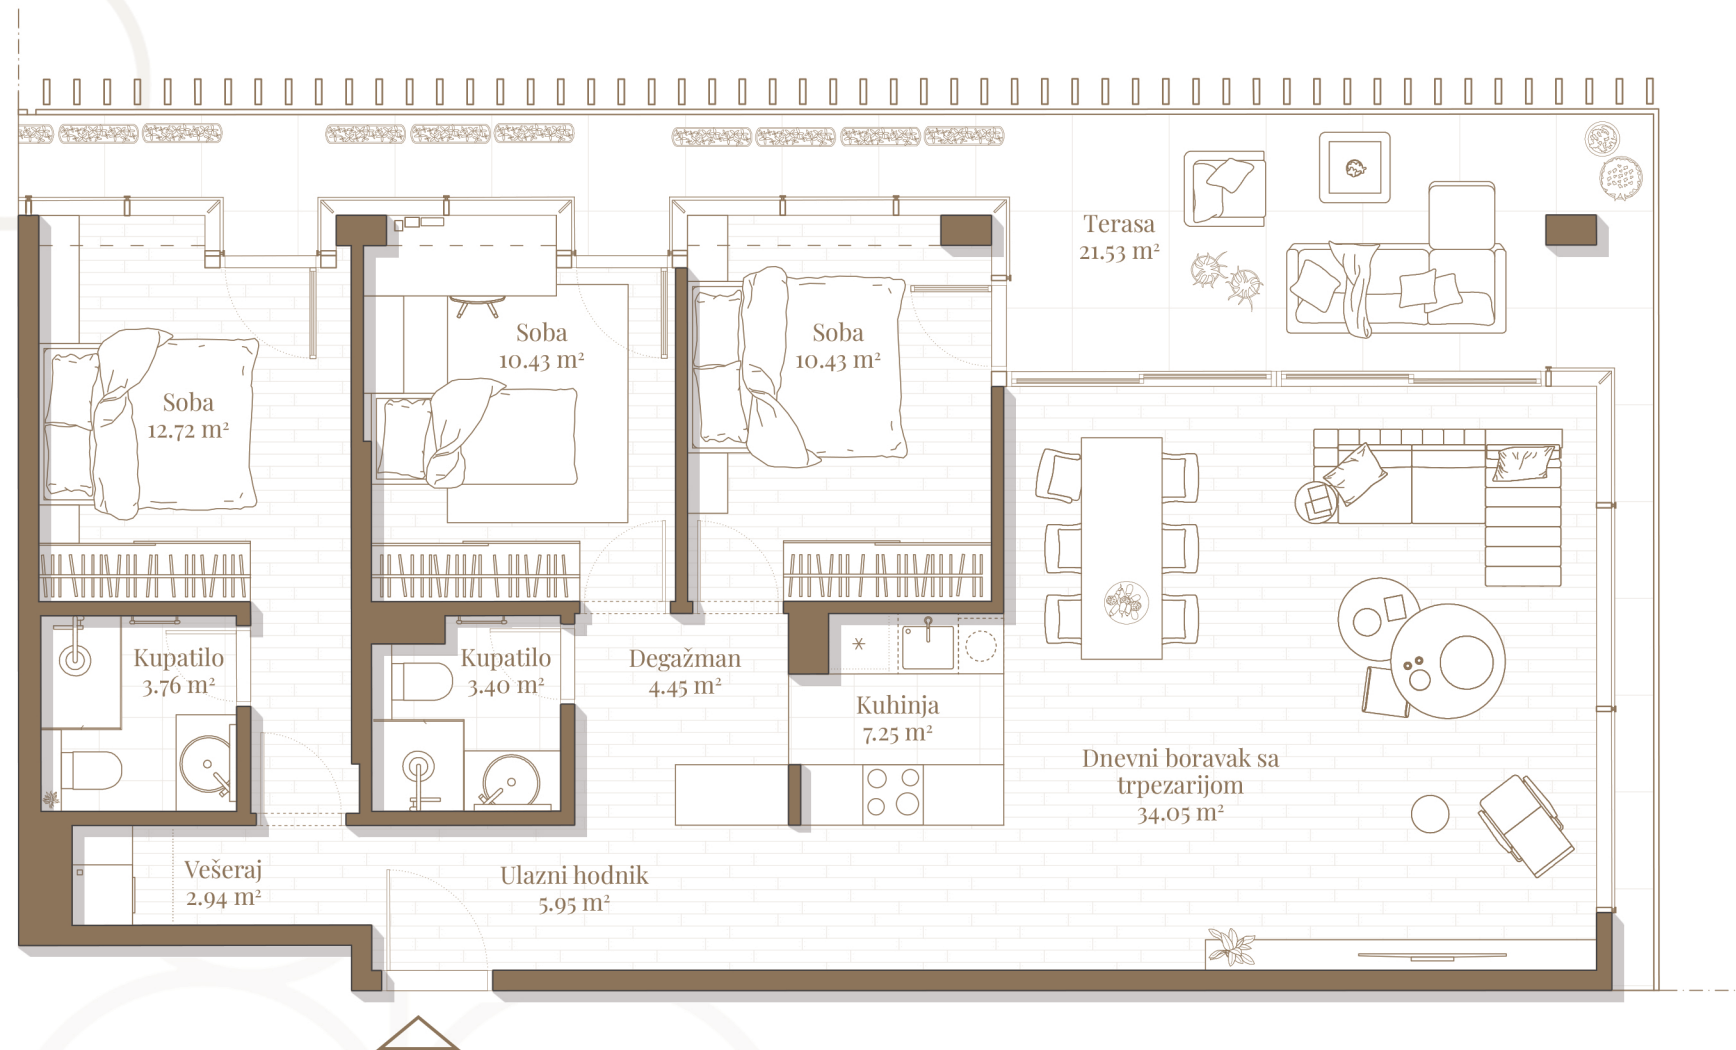 Terasa
21.53 m²
Soba
12.72 m²
Soba
10.43 m²
Soba
10.43 m²
Kupatilo
3.76 m²
Kupatilo
3.40 m²
Degažman
4.45 m²
Kuhinja
7.25 m²
Dnevni boravak sa
trpezarijom
34.05 m²
Vešeraj
2.94 m²
Ulazni hodnik
5.95 m²